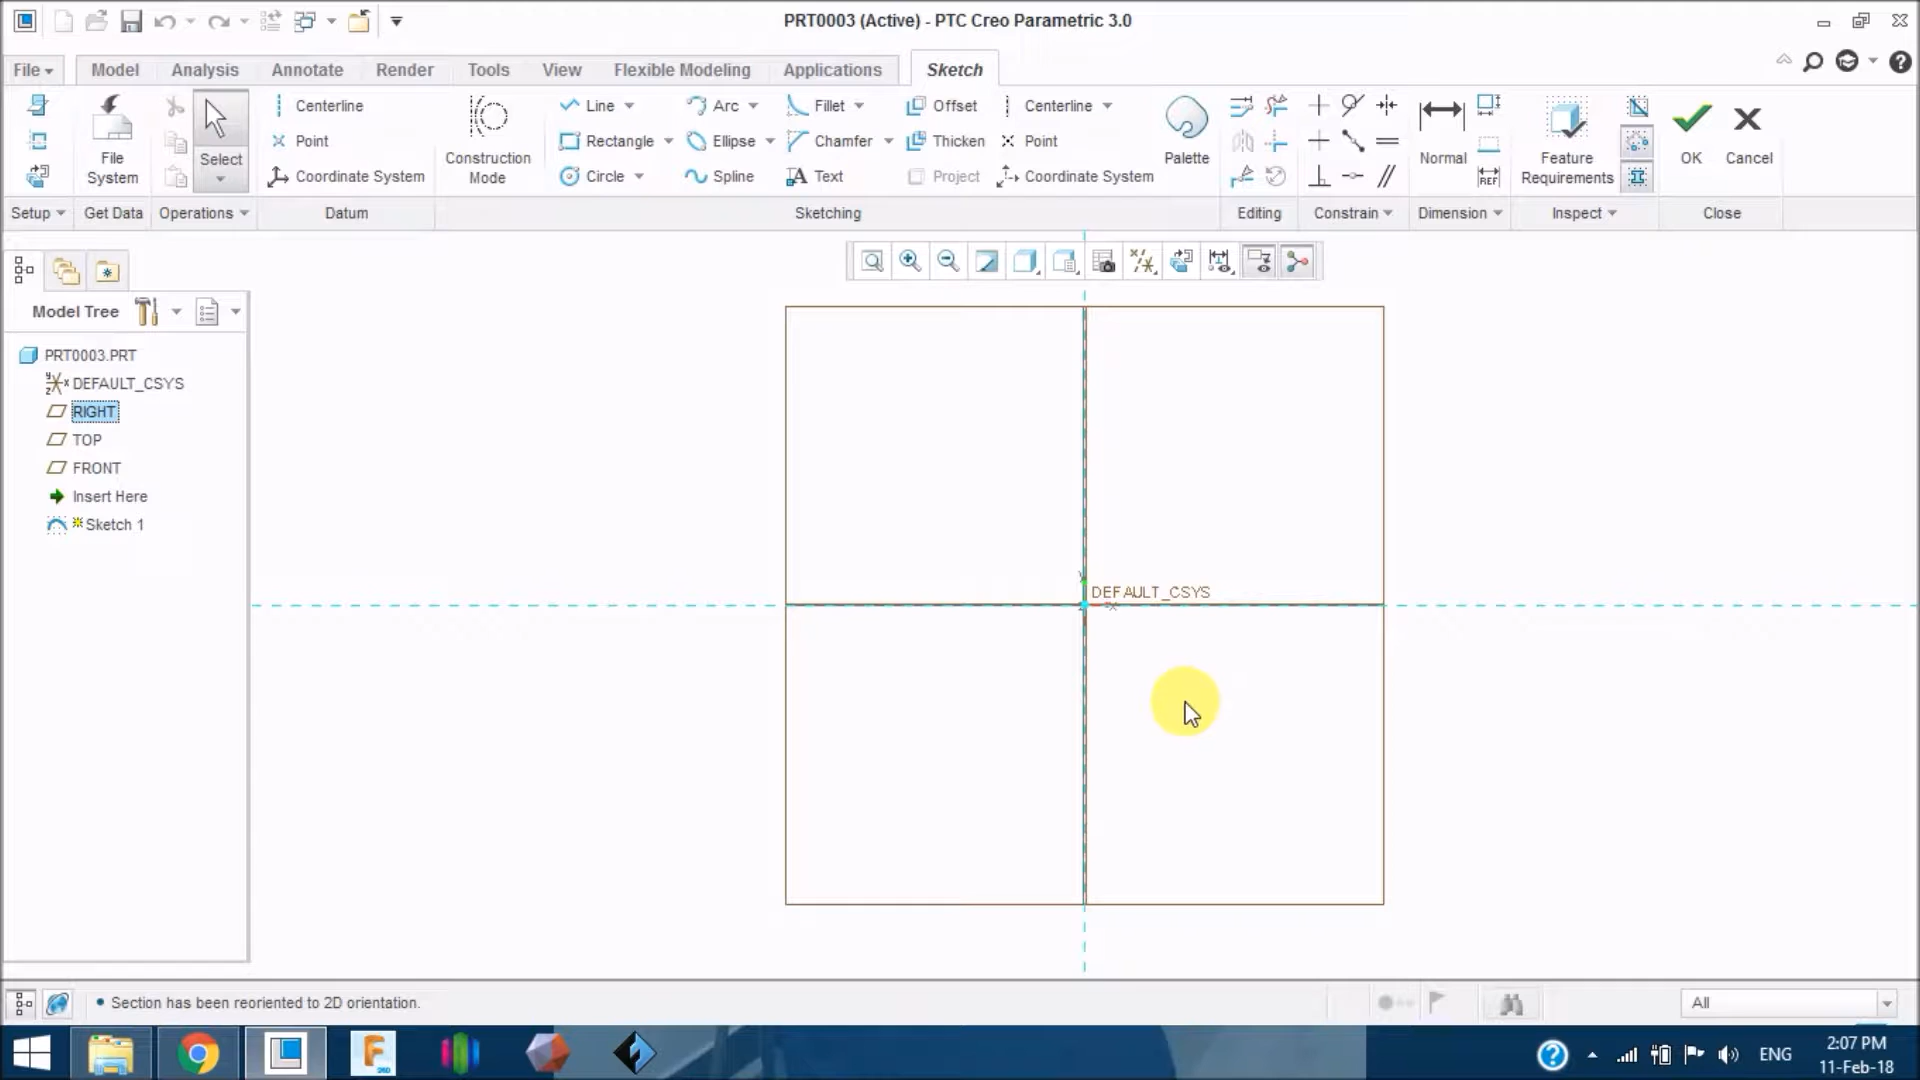 PRT0003 (Active) - PTC Creo Parametric 3.0
File Model Analysis Annotate Render Tools View Flexible Modeling Applications Sketch
Centerline Line Arc Fillet Offset Centerline
Point Rectangle Ellipse Chamfer Thicken Point
File System Select Construction Mode Palette Normal Feature Requirements OK Cancel
Coordinate System Circle Spline Text Project Coordinate System
REF
Setup Get Data Operations Datum Sketching Editing Constrain Dimension Inspect Close
Model Tree
PRT0003.PRT
DEFAULT_CSYS
RIGHT
TOP
FRONT
Insert Here
Sketch 1
Y
DEFAULT_CSYS
X
Section has been reoriented to 2D orientation.
All
ENG
2:07 PM
11-Feb-18